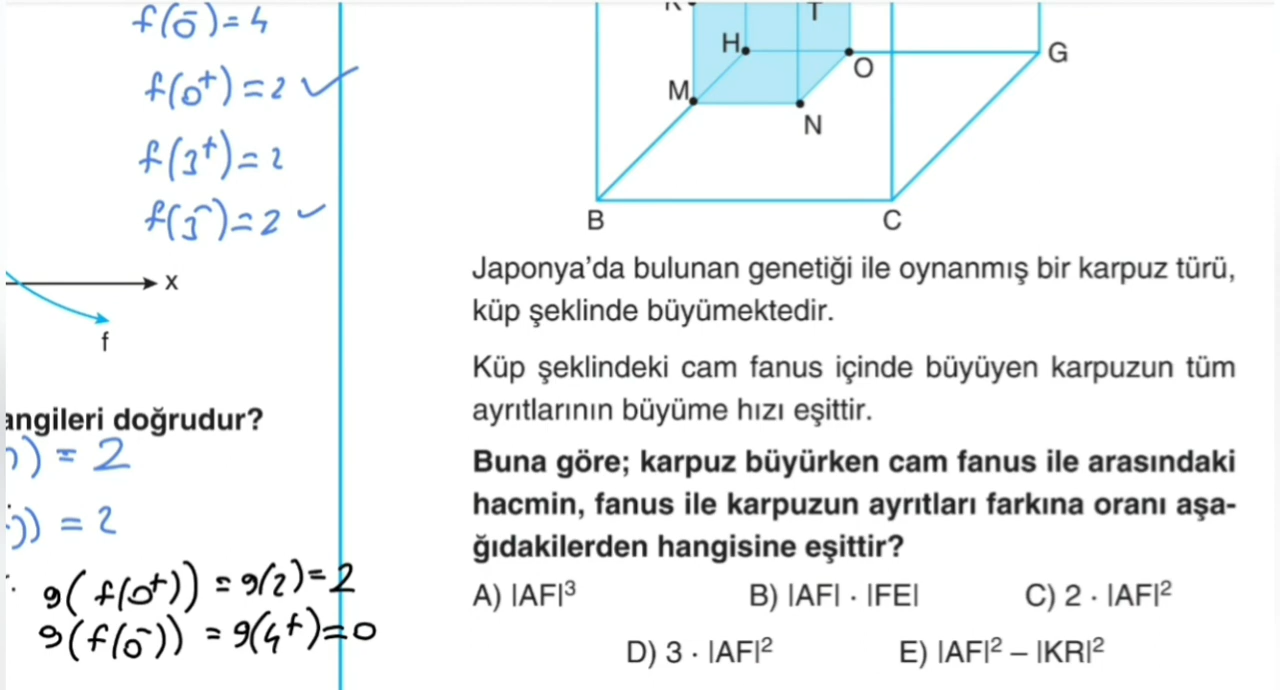 f(0⁻) = 4
f(0⁺) = 2 ✓
f(3⁺) = 2
f(3⁻) = 2 ✓
x
f
angileri doğrudur?
)) = 2
)) = 2
g(f(0⁺)) = g(2) = 2
g(f(0⁻)) = g(4⁺) = 0
K T
H
O
G
M
N
B C
Japonya’da bulunan genetiği ile oynanmış bir karpuz türü,
küp şeklinde büyümektedir.
Küp şeklindeki cam fanus içinde büyüyen karpuzun tüm
ayrıtlarının büyüme hızı eşittir.
Buna göre; karpuz büyürken cam fanus ile arasındaki
hacmin, fanus ile karpuzun ayrıtları farkına oranı aşa-
ğıdakilerden hangisine eşittir?
A) |AF|³ B) |AF| · |FE| C) 2 · |AF|²
D) 3 · |AF|² E) |AF|² – |KR|²